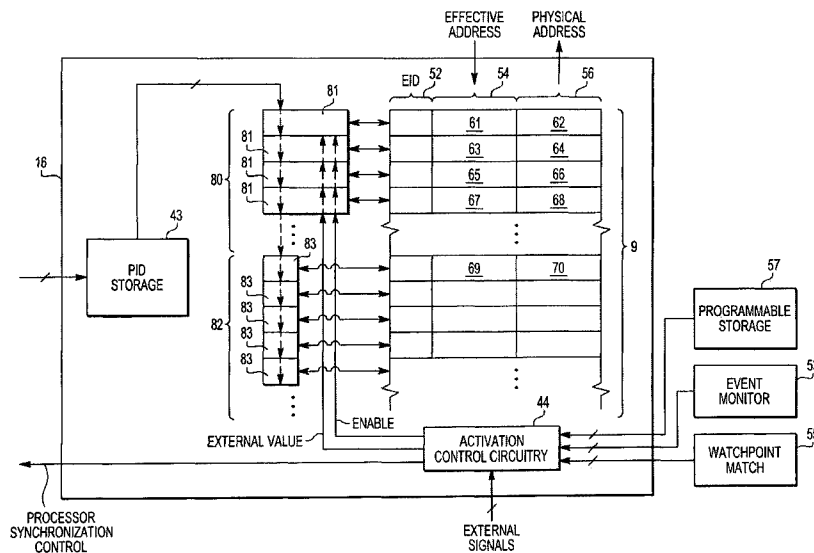 EFFECTIVE
ADDRESS
PHYSICAL
ADDRESS
EID 52 54 56
81
61 62
81 63 64
81 65 66
81 67 68
16
80
43
PID
STORAGE
9
83
69 70
83
83
83
83
82
57
PROGRAMMABLE
STORAGE
EVENT
MONITOR
WATCHPOINT
MATCH
44
ACTIVATION
CONTROL CIRCUITRY
ENABLE
EXTERNAL VALUE
PROCESSOR
SYNCHRONIZATION
CONTROL
EXTERNAL
SIGNALS